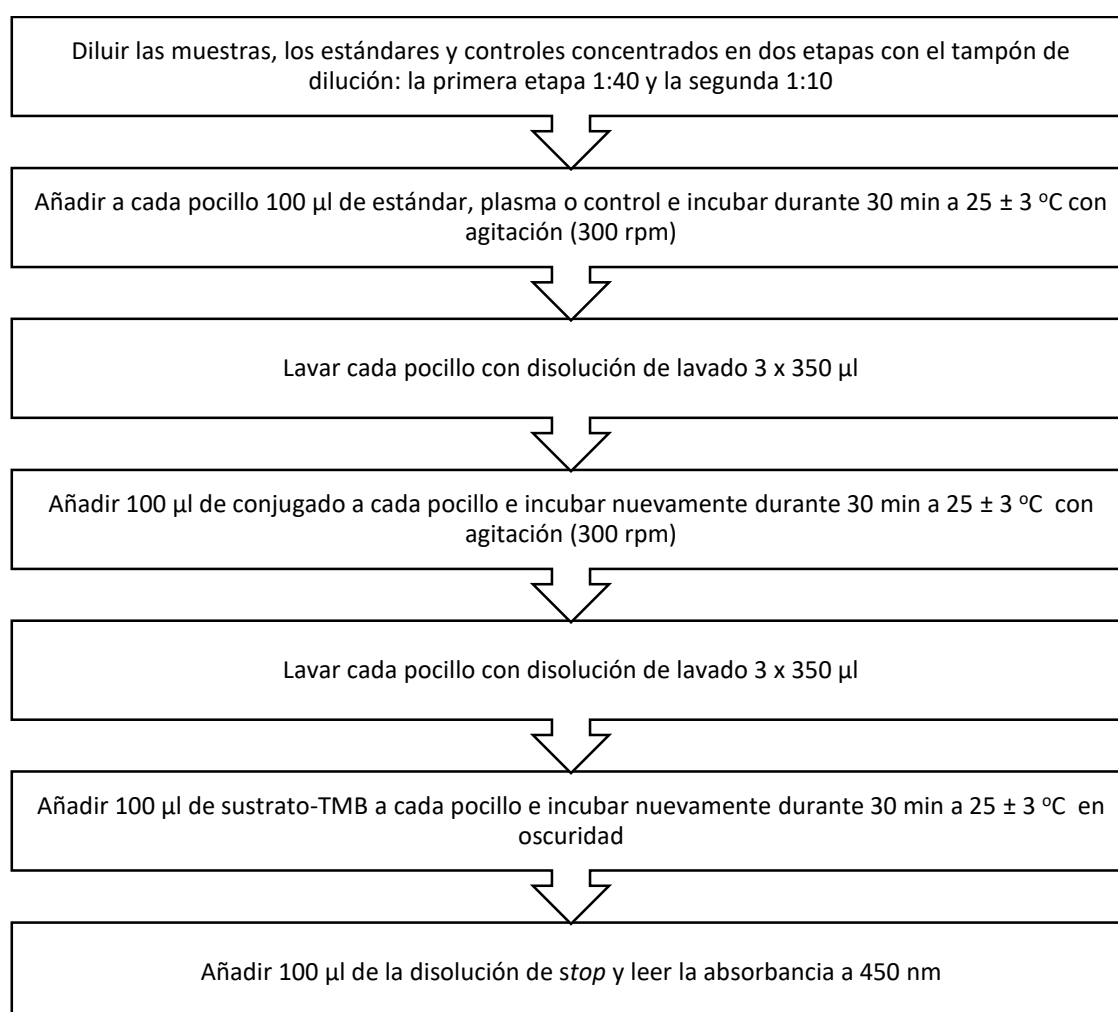 Diluir las muestras, los estándares y controles concentrados en dos etapas con el tampón de
dilución: la primera etapa 1:40 y la segunda 1:10
Añadir a cada pocillo 100 µl de estándar, plasma o control e incubar durante 30 min a 25 ± 3 ºC con
agitación (300 rpm)
Lavar cada pocillo con disolución de lavado 3 x 350 µl
Añadir 100 µl de conjugado a cada pocillo e incubar nuevamente durante 30 min a 25 ± 3 ºC con
agitación (300 rpm)
Lavar cada pocillo con disolución de lavado 3 x 350 µl
Añadir 100 µl de sustrato-TMB a cada pocillo e incubar nuevamente durante 30 min a 25 ± 3 ºC en
oscuridad
Añadir 100 µl de la disolución de stop y leer la absorbancia a 450 nm